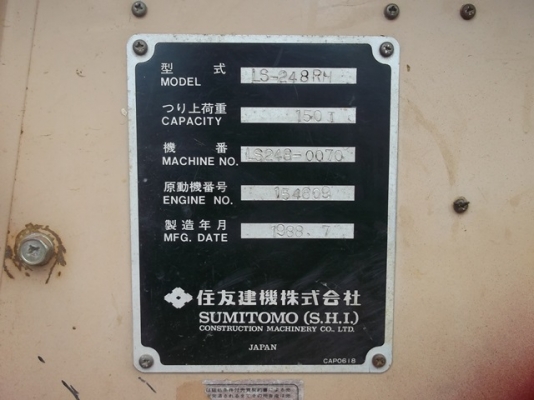 型式 LS-248RH
MODEL
つり上荷重 150T
CAPACITY
機番 LS248-0070
MACHINE NO.
原動機番号
ENGINE NO.
製造年月 1988.7
MFG. DATE
住友建機株式会社
SUMITOMO (S.H.I.)
CONSTRUCTION MACHINERY CO., LTD.
JAPAN
CAP0618